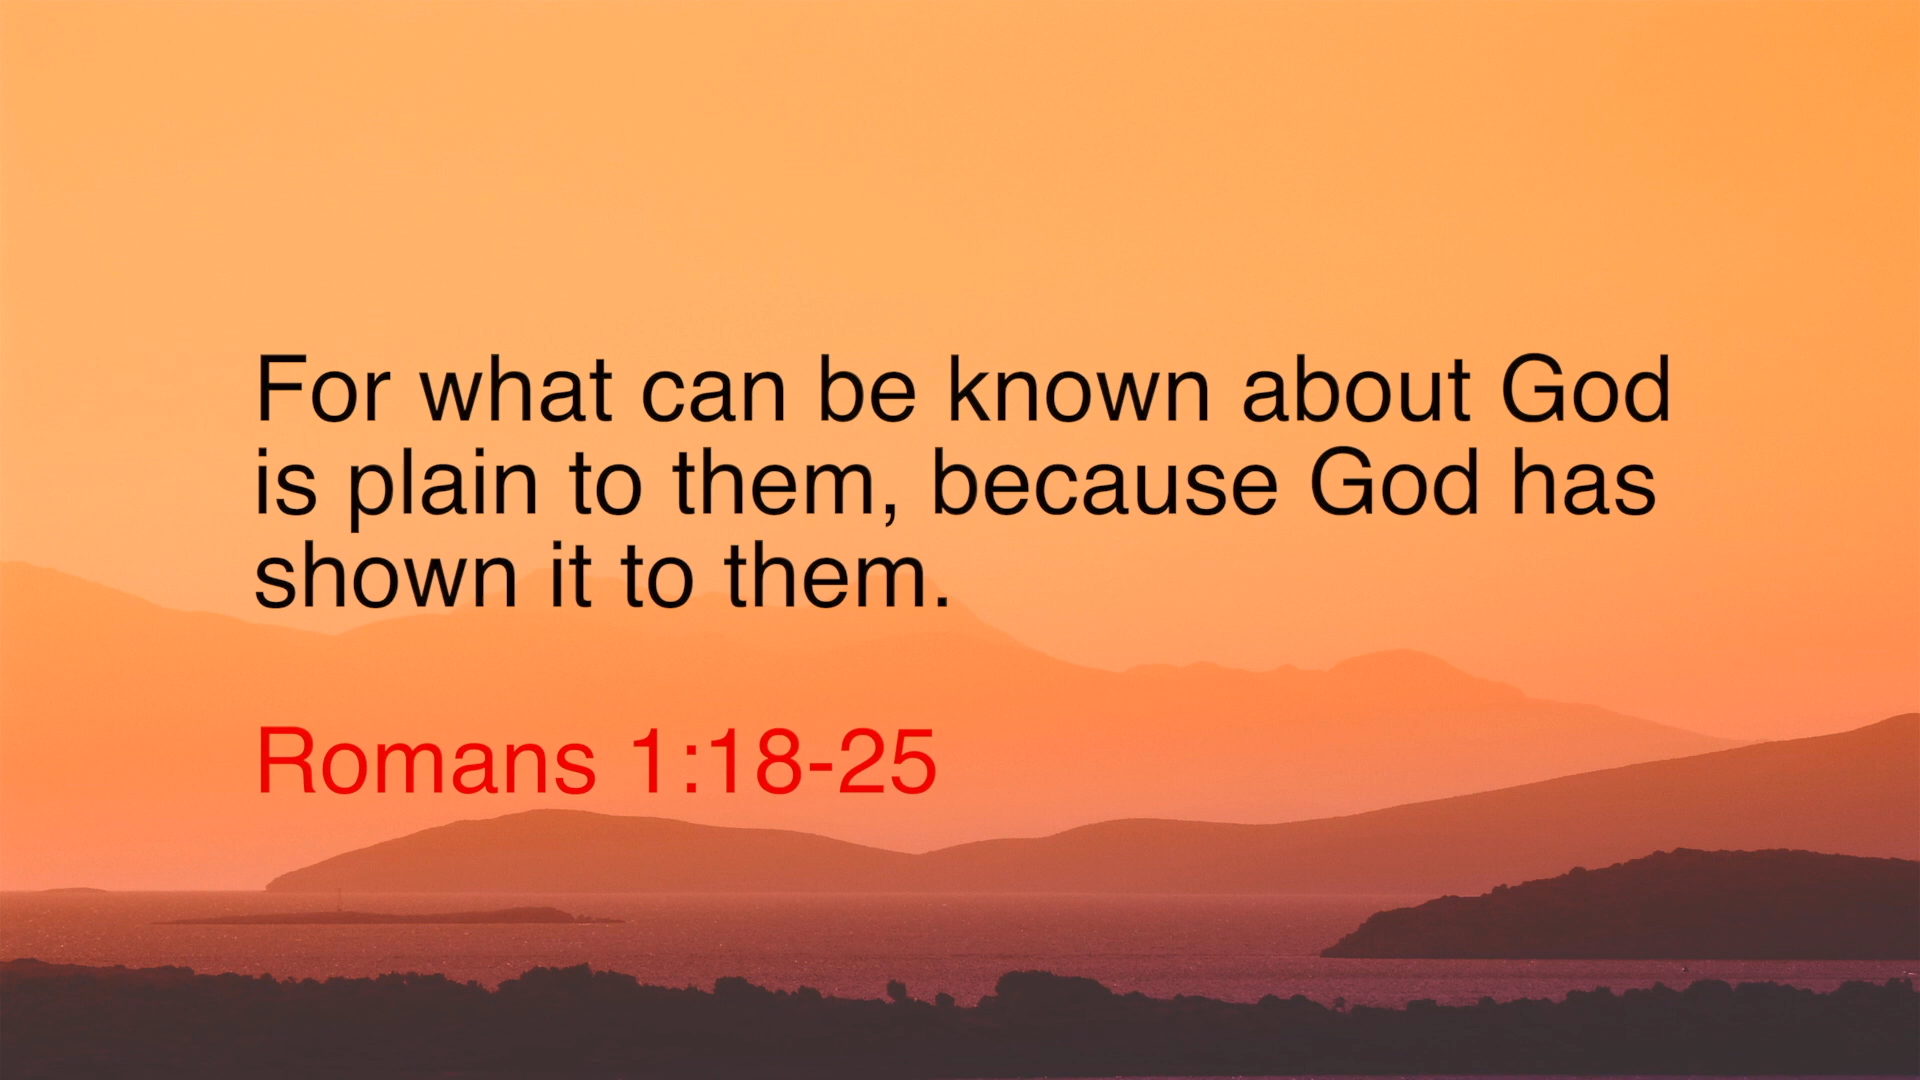 For what can be known about God
is plain to them, because God has
shown it to them.
Romans 1:18-25